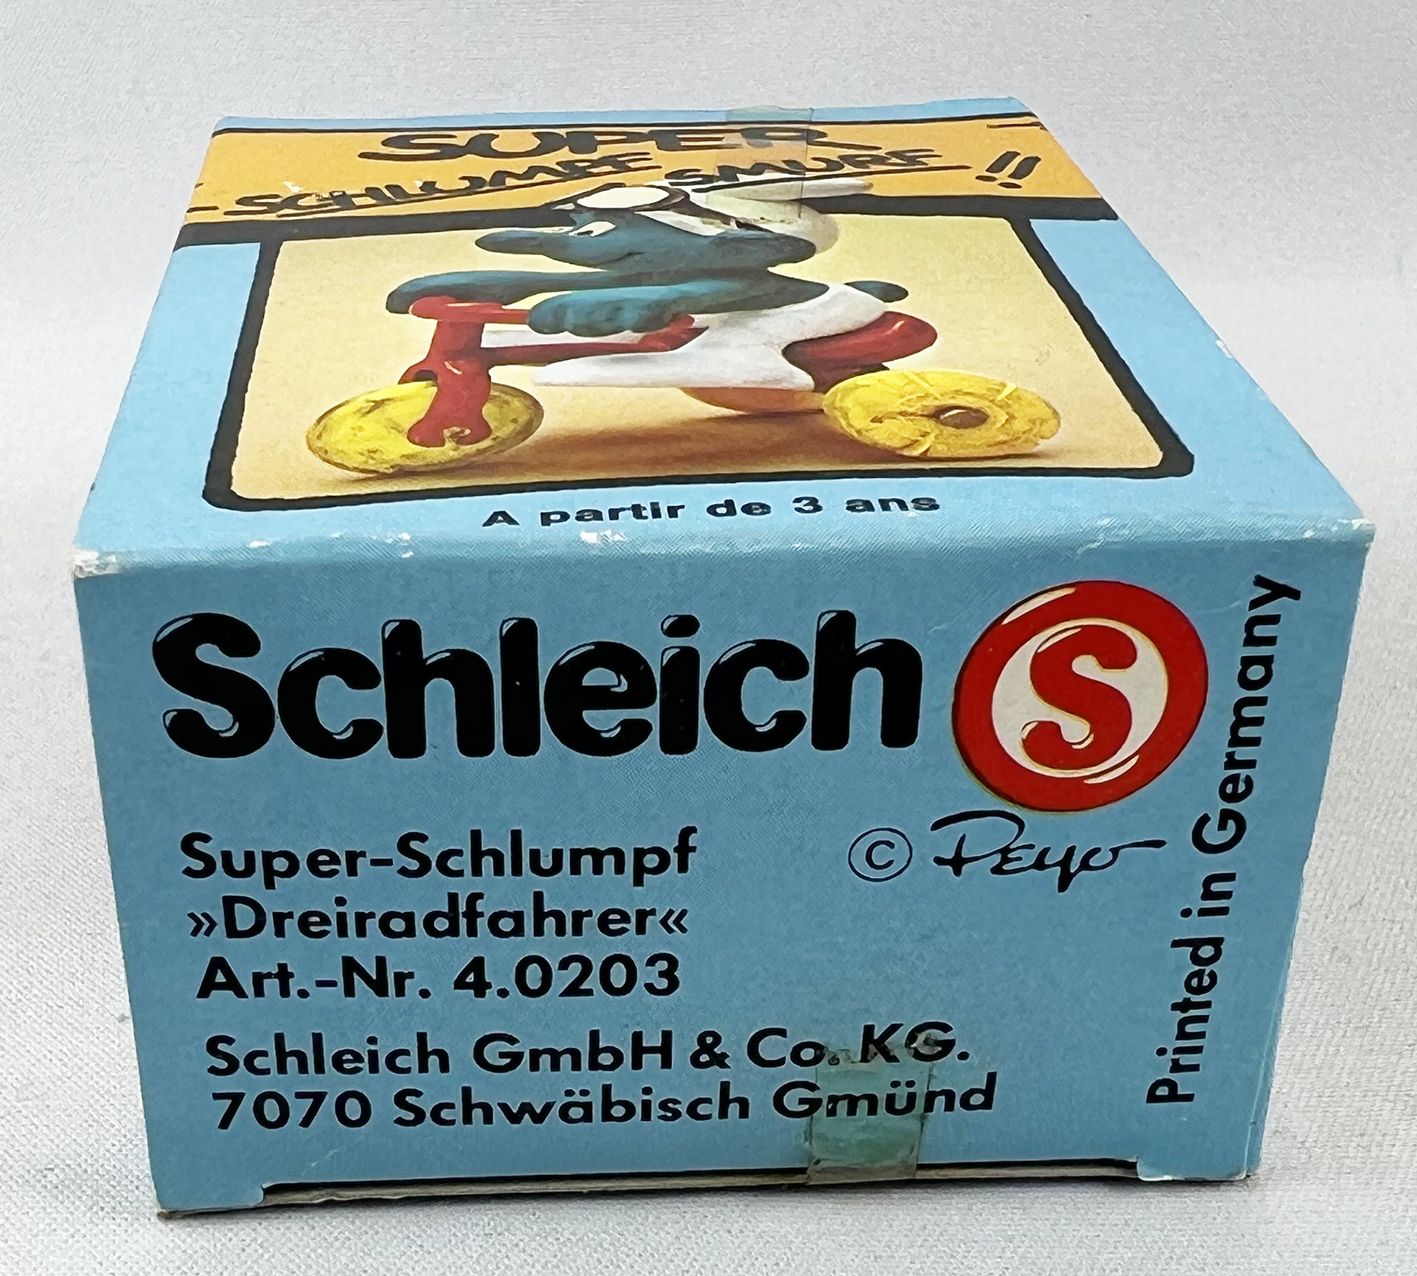 SUPER
SCHLUMPF SMURF !!
A partir de 3 ans
Schleich S
Super-Schlumpf
»Dreiradfahrer«
Art.-Nr. 4.0203
© Peyo
Schleich GmbH & Co. KG.
7070 Schwäbisch Gmünd
Printed in Germany